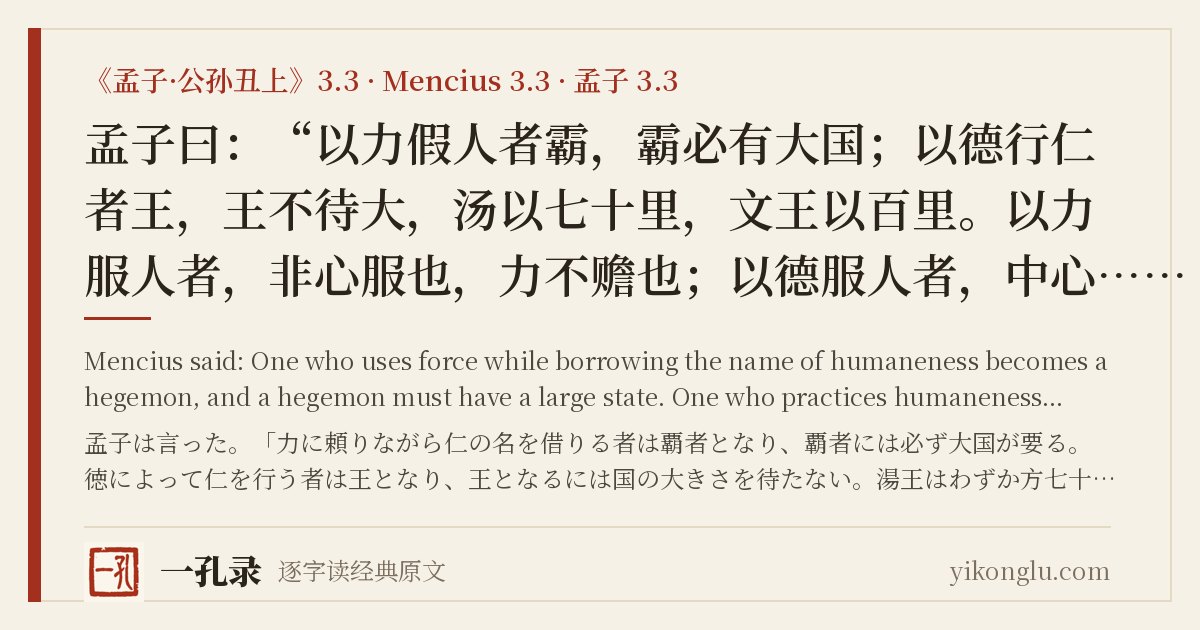 《孟子·公孙丑上》3.3 · Mencius 3.3 · 孟子 3.3
孟子曰：“以力假人者霸，霸必有大国；以德行仁
者王，王不待大，汤以七十里，文王以百里。以力
服人者，非心服也，力不赡也；以德服人者，中心……
Mencius said: One who uses force while borrowing the name of humaneness becomes a
hegemon, and a hegemon must have a large state. One who practices humaneness...
孟子は言った。「力に頼りながら仁の名を借りる者は覇者となり、覇者には必ず大国が要る。
徳によって仁を行う者は王となり、王となるには国の大きさを待たない。湯王はわずか方七十…
一孔
一孔录 逐字读经典原文
yikonglu.com